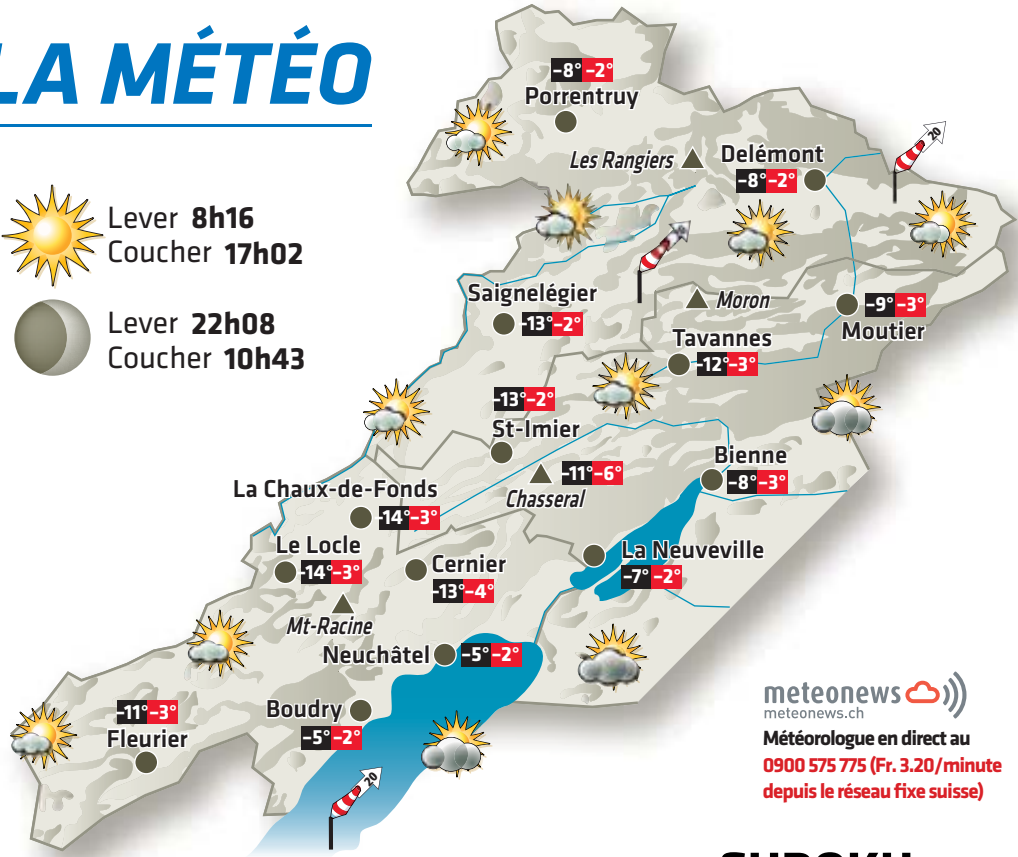 LA MÉTÉO
Lever 8h16
Coucher 17h02
Lever 22h08
Coucher 10h43
–8° –2°
Porrentruy
Les Rangiers
Delémont
–8° –2°
20
Saignelégier
-13° –2°
Moron
–9° –3°
Moutier
Tavannes
–12° –3°
–13° –2°
St-Imier
–11° –6°
Chasseral
Bienne
–8° –3°
La Chaux-de-Fonds
-14° –3°
Le Locle
-14° –3°
Cernier
-13° –4°
La Neuveville
–7° –2°
Mt-Racine
Neuchâtel
–5° –2°
Boudry
–5° –2°
–11° –3°
Fleurier
20
meteonews
meteonews.ch
Météorologue en direct au
0900 575 775 (Fr. 3.20/minute
depuis le réseau fixe suisse)